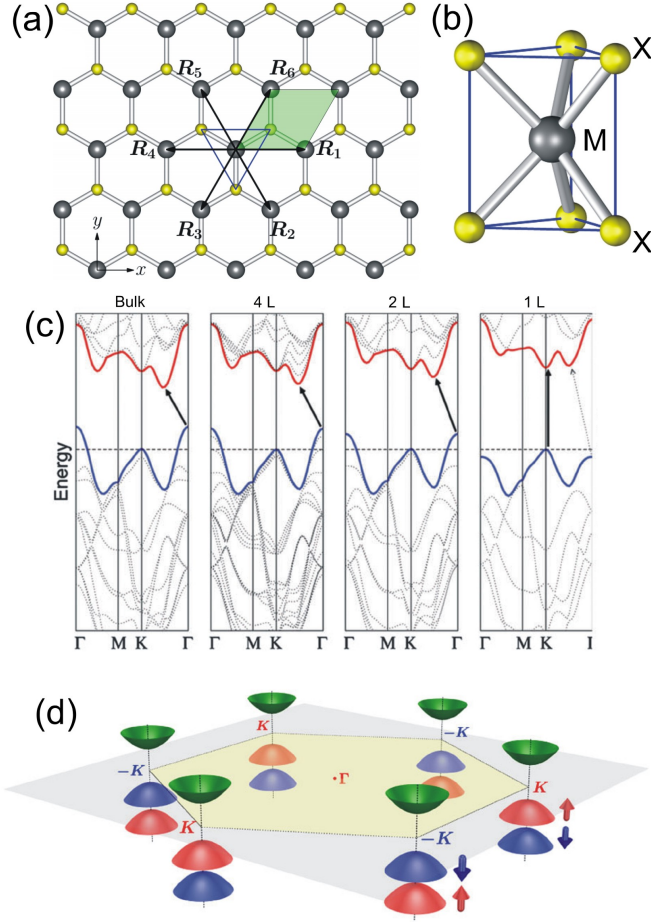 (a)
R5 R6
R4 R1
R3 R2
y
x
(b)
X
M
X
(c)
Bulk 4 L 2 L 1 L
Energy
Γ M K Γ Γ M K Γ Γ M K Γ Γ M K
(d)
K
-K
-K
K
·Γ
K
-K